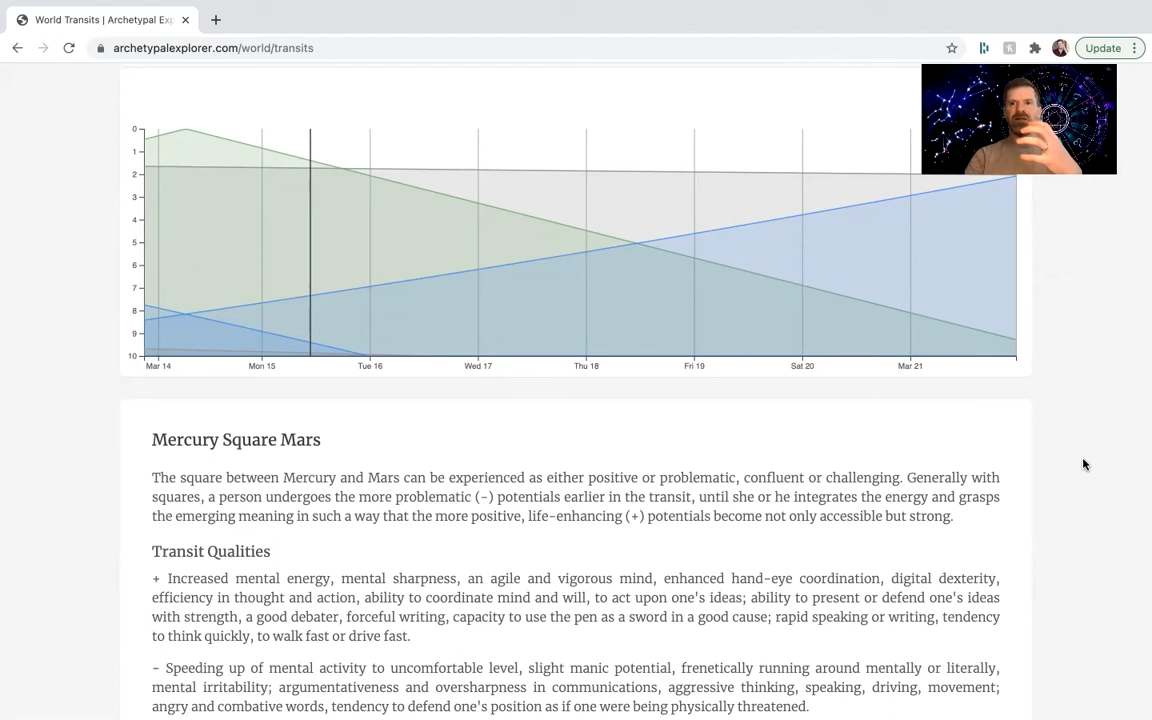 World Transits | Archetypal Exp
archetypalexplorer.com/world/transits
Update
0
1
2
3
4
5
6
7
8
9
10
Mar 14
Mon 15
Tue 16
Wed 17
Thu 18
Fri 19
Sat 20
Mar 21
Mercury Square Mars
The square between Mercury and Mars can be experienced as either positive or problematic, confluent or challenging. Generally with
squares, a person undergoes the more problematic (-) potentials earlier in the transit, until she or he integrates the energy and grasps
the emerging meaning in such a way that the more positive, life-enhancing (+) potentials become not only accessible but strong.
Transit Qualities
+ Increased mental energy, mental sharpness, an agile and vigorous mind, enhanced hand-eye coordination, digital dexterity,
efficiency in thought and action, ability to coordinate mind and will, to act upon one's ideas; ability to present or defend one's ideas
with strength, a good debater, forceful writing, capacity to use the pen as a sword in a good cause; rapid speaking or writing, tendency
to think quickly, to walk fast or drive fast.
- Speeding up of mental activity to uncomfortable level, slight manic potential, frenetically running around mentally or literally,
mental irritability; argumentativeness and oversharpness in communications, aggressive thinking, speaking, driving, movement;
angry and combative words, tendency to defend one's position as if one were being physically threatened.